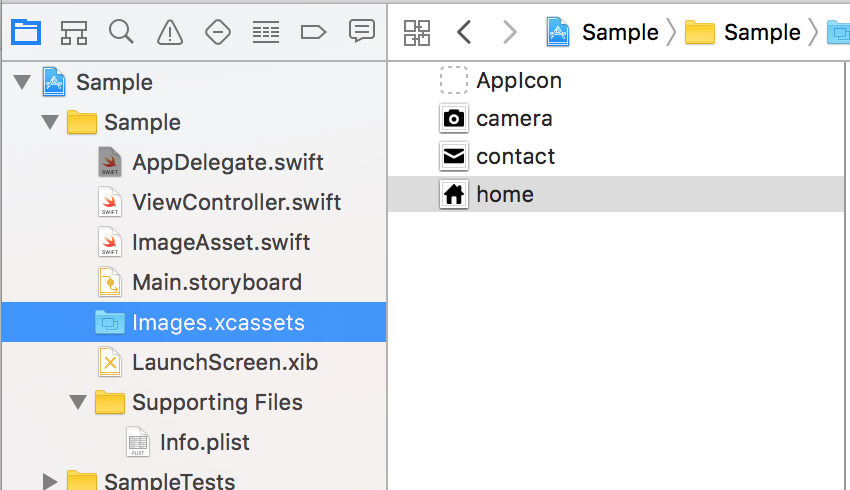 Sample
Sample
Sample
Sample
AppDelegate.swift
ViewController.swift
ImageAsset.swift
Main.storyboard
Images.xcassets
LaunchScreen.xib
Supporting Files
Info.plist
SampleTests
AppIcon
camera
contact
home